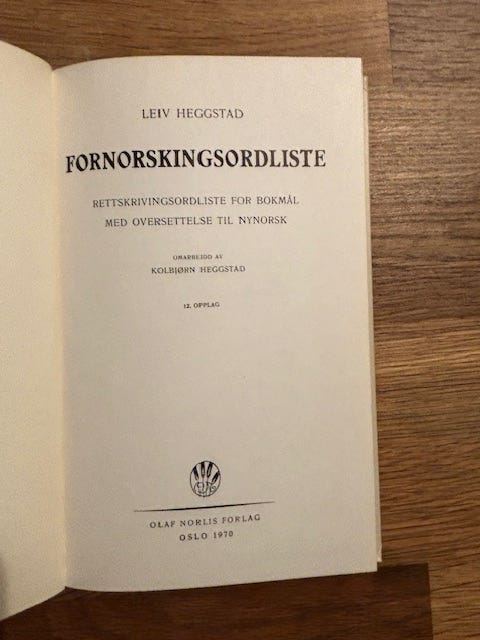 LEIV HEGGSTAD
FORNORSKINGSORDLISTE
RETTSKRIVINGSORDLISTE FOR BOKMÅL
MED OVERSETTELSE TIL NYNORSK
OMARBEIDD AV
KOLBJØRN HEGGSTAD
12. OPPLAG
OLAF NORLIS FORLAG
OSLO 1970